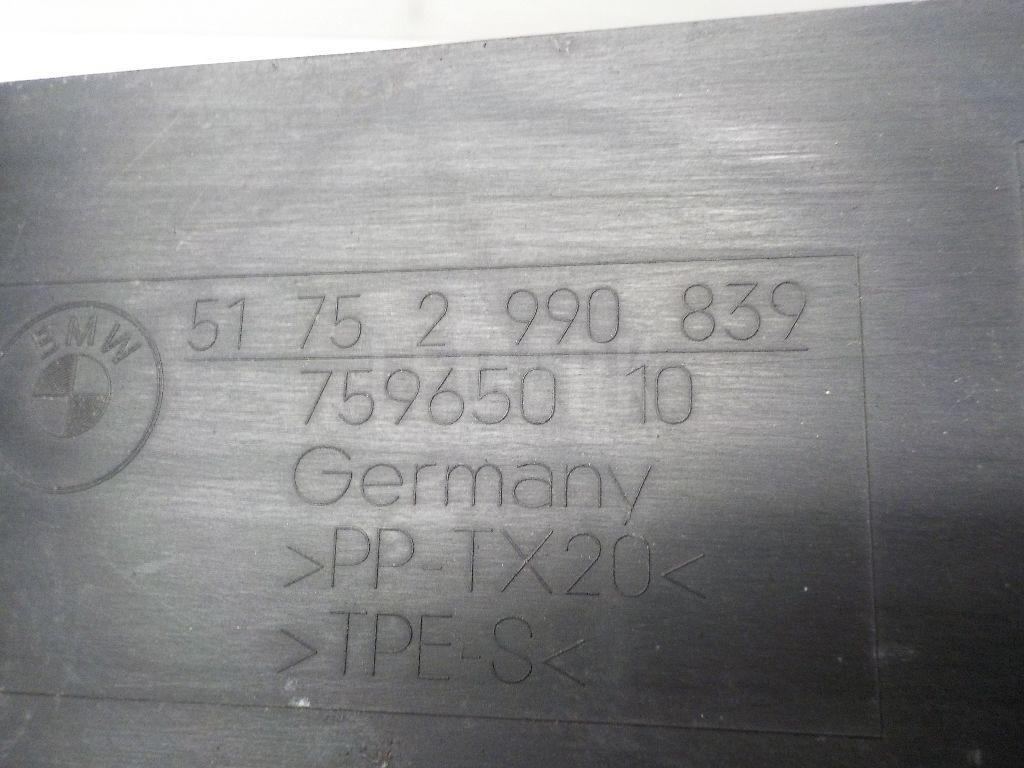 BMW
51 75 2 990 839
759650 10
Germany
>PP-TX20<
>TPE-S<